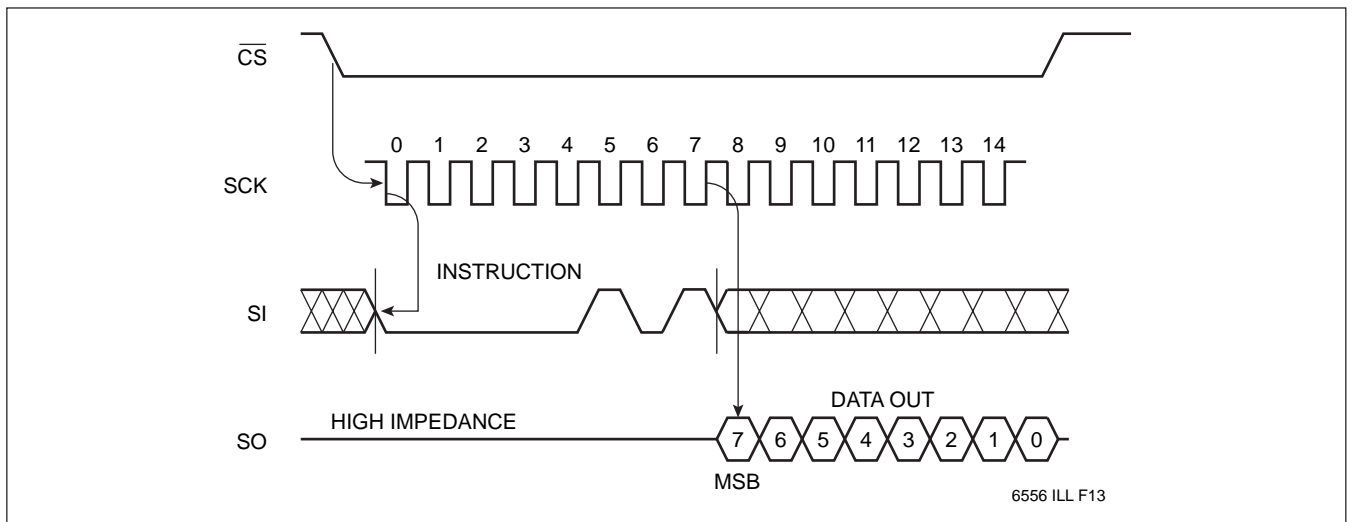 CS
0 1 2 3 4 5 6 7 8 9 10 11 12 13 14
SCK
INSTRUCTION
SI
DATA OUT
HIGH IMPEDANCE
SO
7 6 5 4 3 2 1 0
MSB
6556 ILL F13